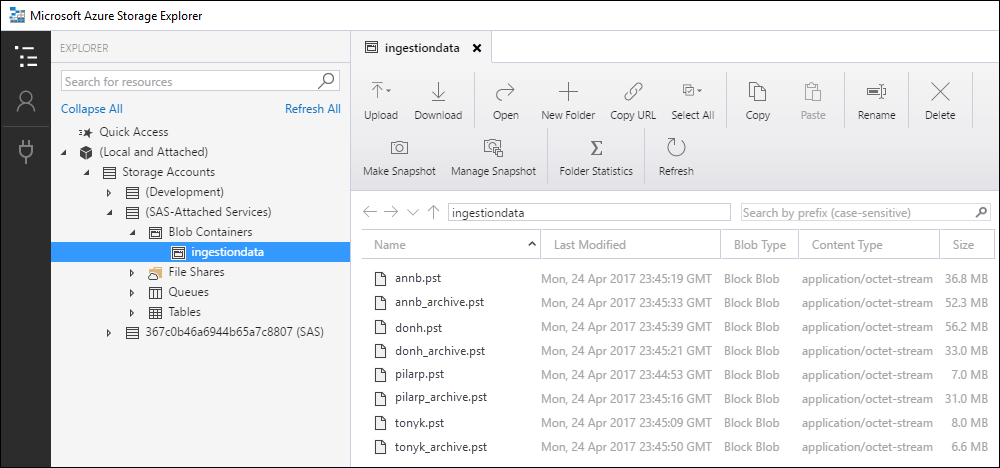 Microsoft Azure Storage Explorer
EXPLORER
Search for resources
Collapse All Refresh All
Quick Access
(Local and Attached)
Storage Accounts
(Development)
(SAS-Attached Services)
Blob Containers
ingestiondata
File Shares
Queues
Tables
367c0b46a6944b65a7c8807 (SAS)
ingestiondata
Upload Download Open New Folder Copy URL Select All Copy Paste Rename Delete
Make Snapshot Manage Snapshot Folder Statistics Refresh
ingestiondata Search by prefix (case-sensitive)
Name Last Modified Blob Type Content Type Size
annb.pst Mon, 24 Apr 2017 23:45:19 GMT Block Blob application/octet-stream 36.8 MB
annb_archive.pst Mon, 24 Apr 2017 23:45:33 GMT Block Blob application/octet-stream 52.3 MB
donh.pst Mon, 24 Apr 2017 23:45:39 GMT Block Blob application/octet-stream 56.2 MB
donh_archive.pst Mon, 24 Apr 2017 23:45:21 GMT Block Blob application/octet-stream 33.0 MB
pilarp.pst Mon, 24 Apr 2017 23:44:53 GMT Block Blob application/octet-stream 7.0 MB
pilarp_archive.pst Mon, 24 Apr 2017 23:45:16 GMT Block Blob application/octet-stream 31.0 MB
tonyk.pst Mon, 24 Apr 2017 23:45:09 GMT Block Blob application/octet-stream 8.0 MB
tonyk_archive.pst Mon, 24 Apr 2017 23:45:50 GMT Block Blob application/octet-stream 6.6 MB